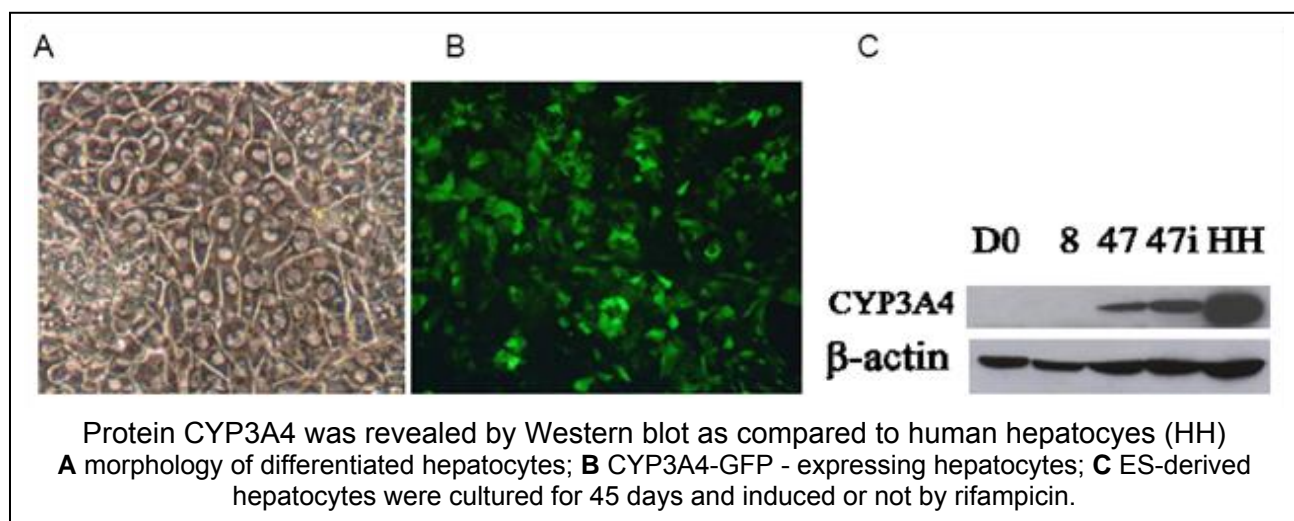 A B C
D0 8 47 47i HH
CYP3A4
β-actin
Protein CYP3A4 was revealed by Western blot as compared to human hepatocyes (HH)
A morphology of differentiated hepatocytes; B CYP3A4-GFP - expressing hepatocytes; C ES-derived
hepatocytes were cultured for 45 days and induced or not by rifampicin.